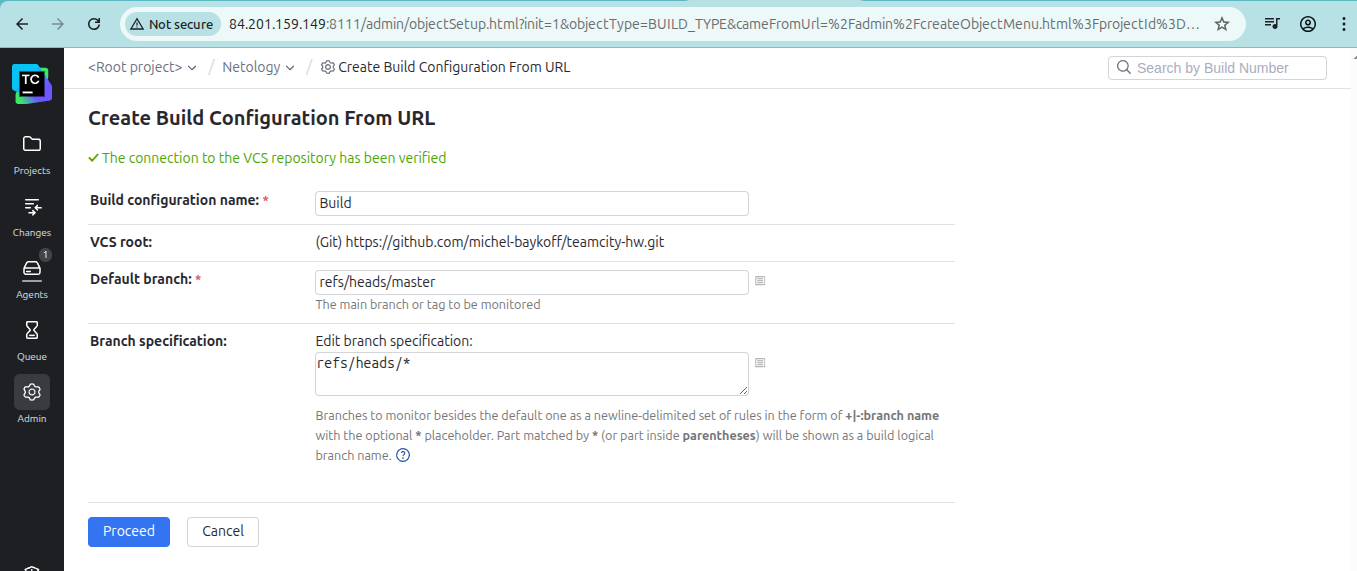 Not secure 84.201.159.149:8111/admin/objectSetup.html?init=1&objectType=BUILD_TYPE&cameFromUrl=%2Fadmin%2FcreateObjectMenu.html%3FprojectId%3D...
TC
<Root project> / Netology / Create Build Configuration From URL
Search by Build Number
Create Build Configuration From URL
The connection to the VCS repository has been verified
Projects
Changes
1
Agents
Queue
Admin
Build configuration name: * Build
VCS root: (Git) https://github.com/michel-baykoff/teamcity-hw.git
Default branch: * refs/heads/master
The main branch or tag to be monitored
Branch specification: Edit branch specification:
refs/heads/*
Branches to monitor besides the default one as a newline-delimited set of rules in the form of +|-:branch name
with the optional * placeholder. Part matched by * (or part inside parentheses) will be shown as a build logical
branch name. ?
Proceed Cancel